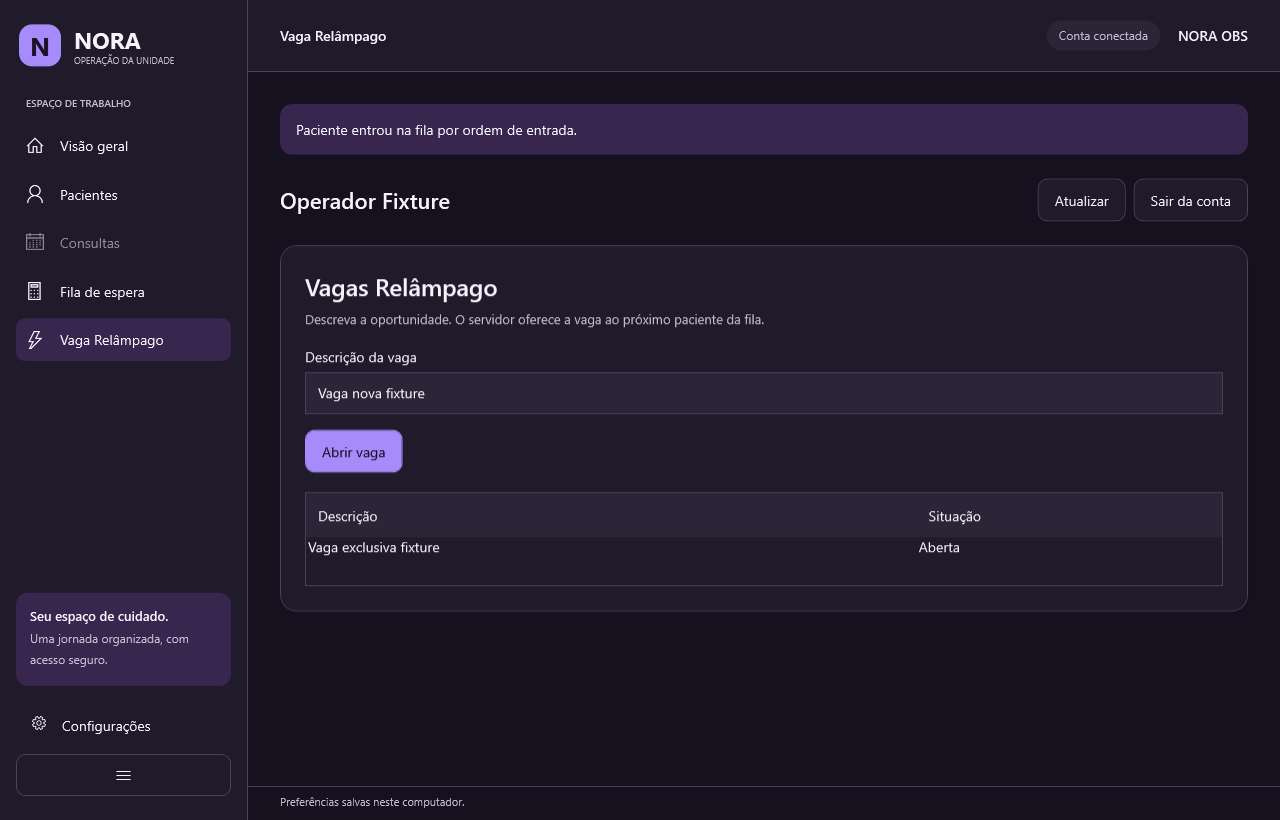 N
NORA
OPERAÇÃO DA UNIDADE
ESPAÇO DE TRABALHO
Visão geral
Pacientes
Consultas
Fila de espera
Vaga Relâmpago
Seu espaço de cuidado.
Uma jornada organizada, com
acesso seguro.
Configurações
Vaga Relâmpago
Conta conectada
NORA OBS
Paciente entrou na fila por ordem de entrada.
Operador Fixture
Atualizar
Sair da conta
Vagas Relâmpago
Descreva a oportunidade. O servidor oferece a vaga ao próximo paciente da fila.
Descrição da vaga
Vaga nova fixture
Abrir vaga
Descrição Situação
Vaga exclusiva fixture Aberta
Preferências salvas neste computador.